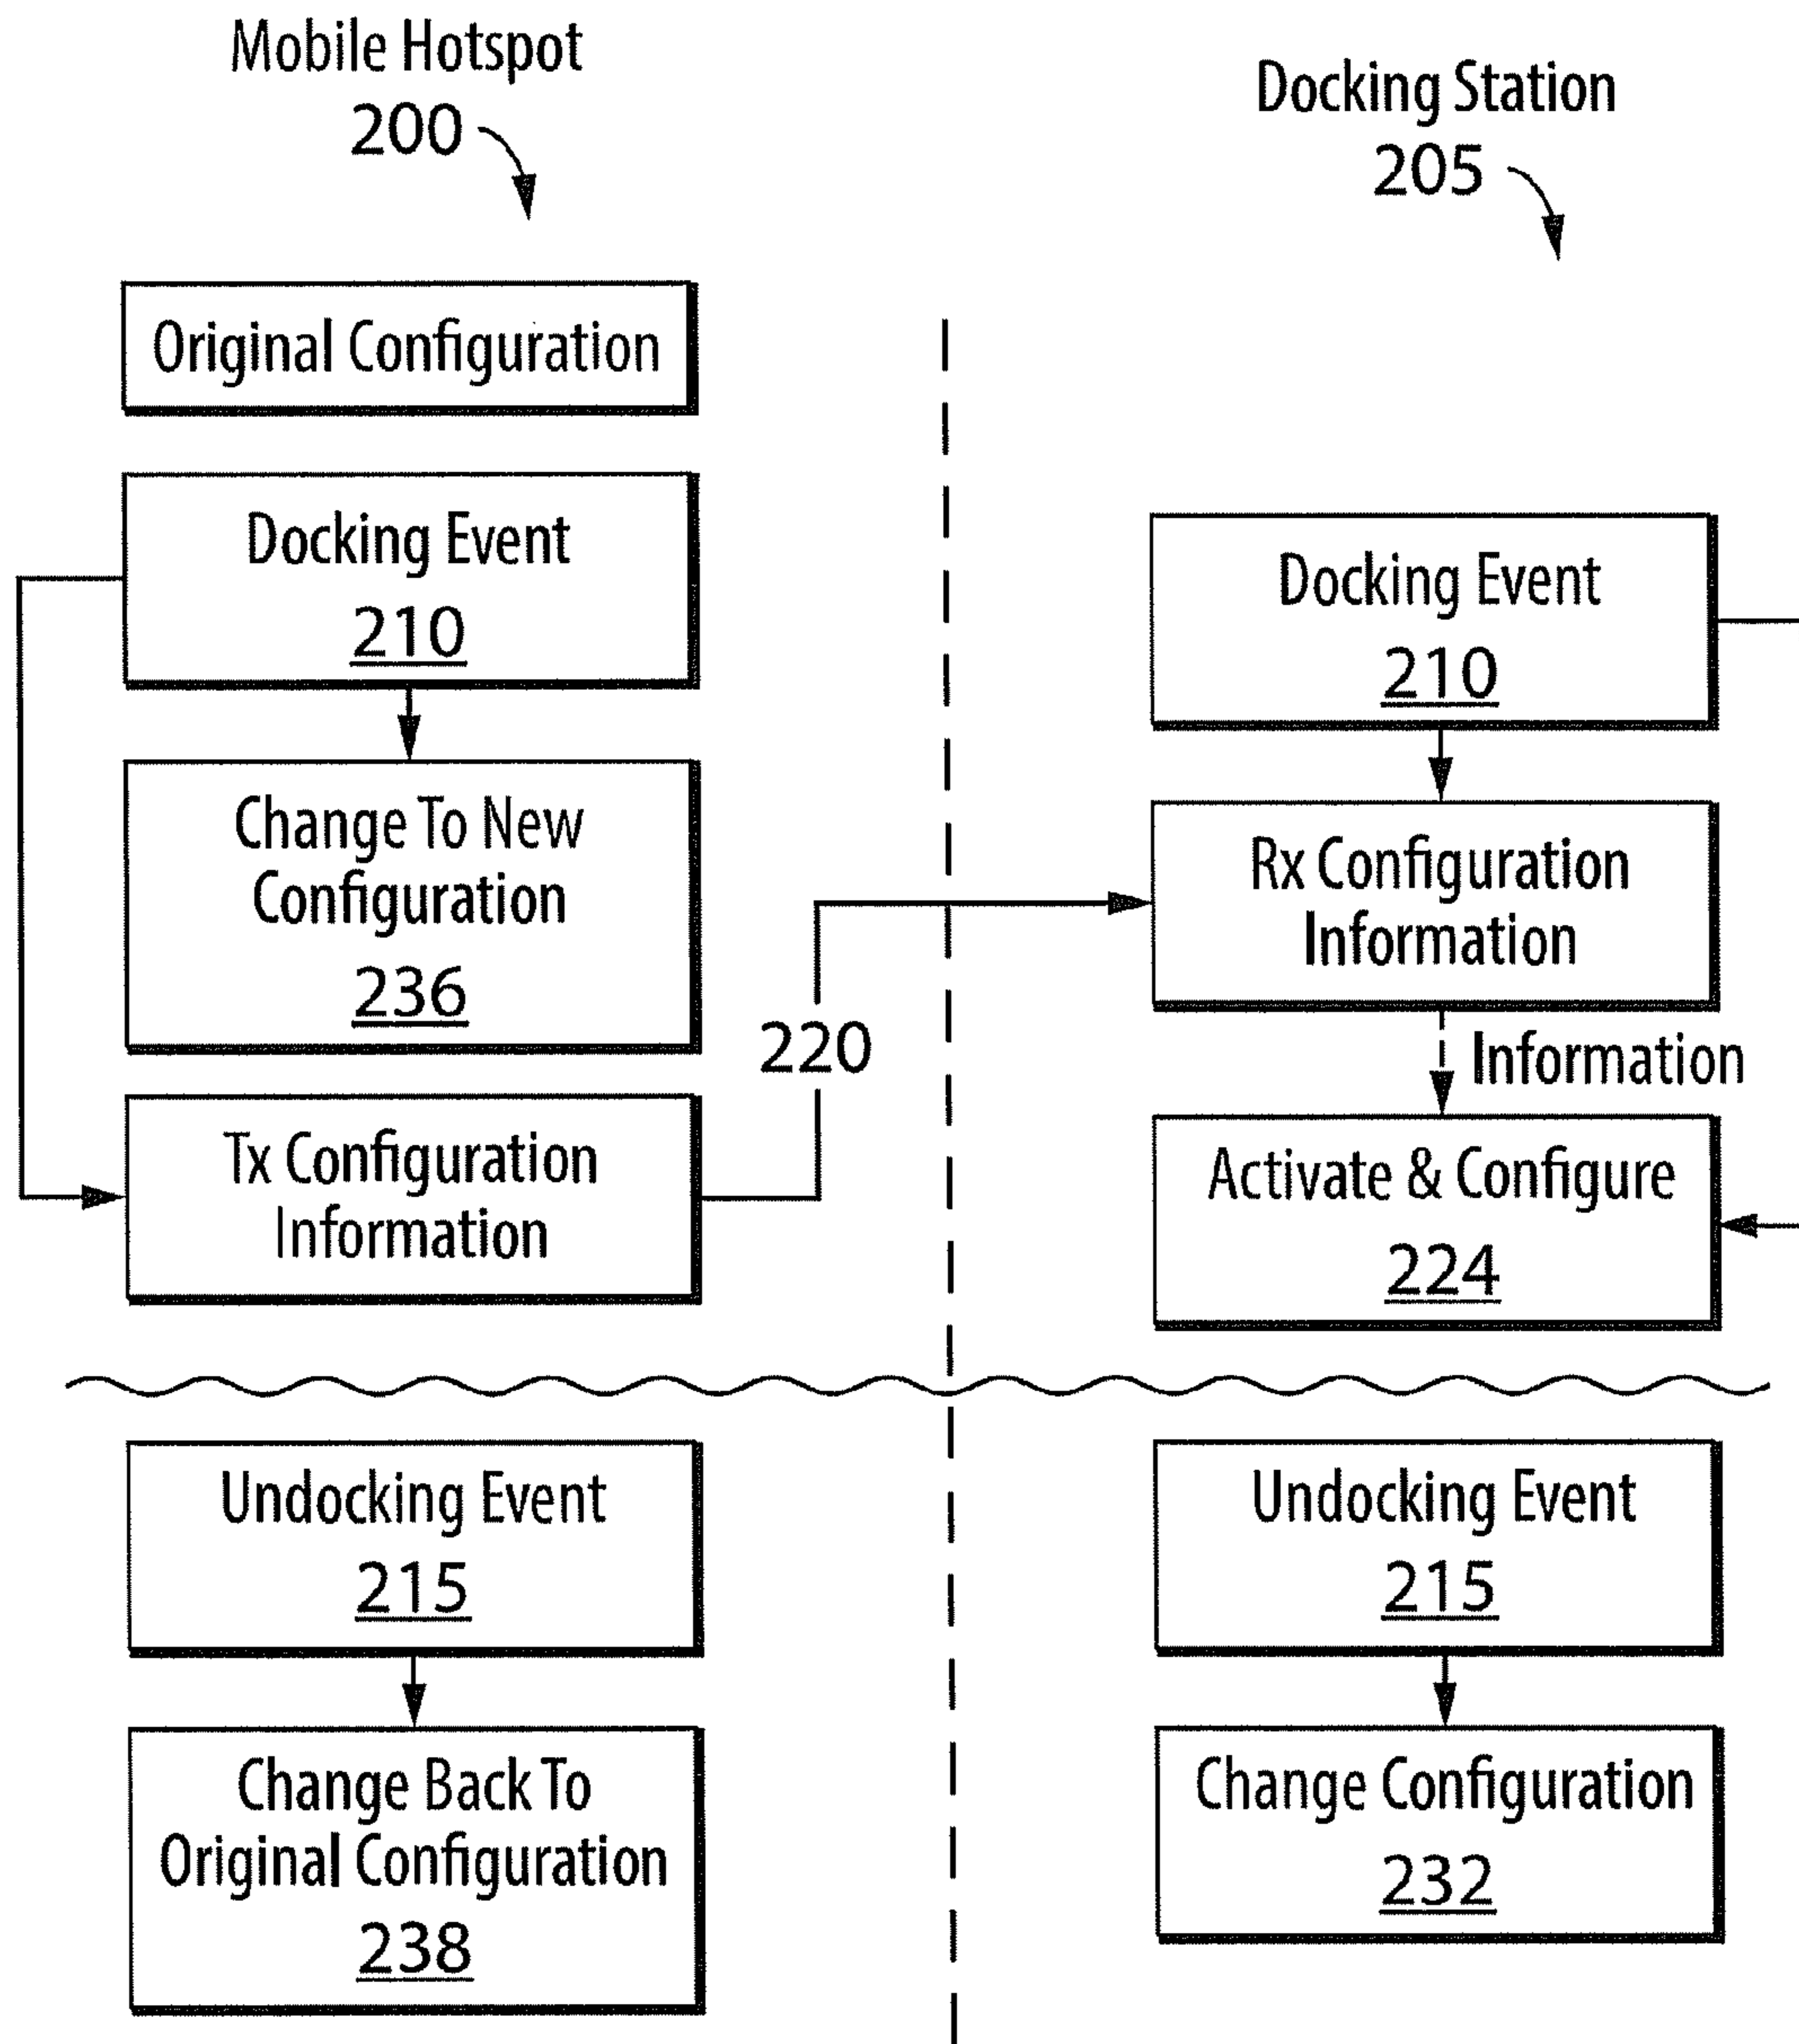 Mobile Hotspot
200
Original Configuration
Docking Event
210
Change To New
Configuration
236
Tx Configuration
Information
220
Undocking Event
215
Change Back To
Original Configuration
238
Docking Station
205
Docking Event
210
Rx Configuration
Information
Information
Activate & Configure
224
Undocking Event
215
Change Configuration
232